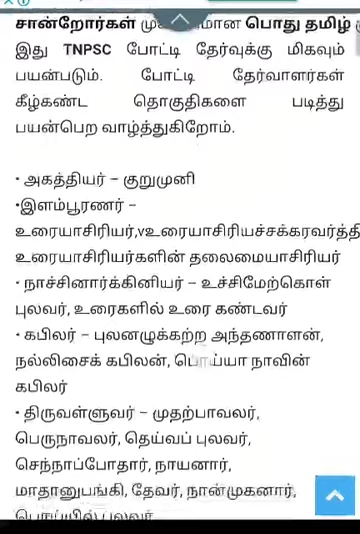 சான்றோர்கள் பொது தமிழ்
இது TNPSC போட்டி தேர்வுக்கு மிகவும்
பயன்படும். போட்டி தேர்வாளர்கள்
கீழ்கண்ட தொகுதிகளை படித்து
பயன்பெற வாழ்த்துகிறோம்.
• அகத்தியர் – குறுமுனி
•இளம்பூரணர் –
உரையாசிரியர்,vஉரையாசிரியச்சக்கரவர்த்தி
உரையாசிரியர்களின் தலைமையாசிரியர்
• நாச்சினார்க்கினியர் – உச்சிமேற்கொள்
புலவர், உரைகளில் உரை கண்டவர்
• கபிலர் – புலனழுக்கற்ற அந்தணாளன்,
நல்லிசைக் கபிலன், பொய்யா நாவின்
கபிலர்
• திருவள்ளுவர் – முதற்பாவலர்,
பெருநாவலர், தெய்வப் புலவர்,
செந்நாப்போதார், நாயனார்,
மாதானுபங்கி, தேவர், நான்முகனார்,
பொய்யில் புலவர்